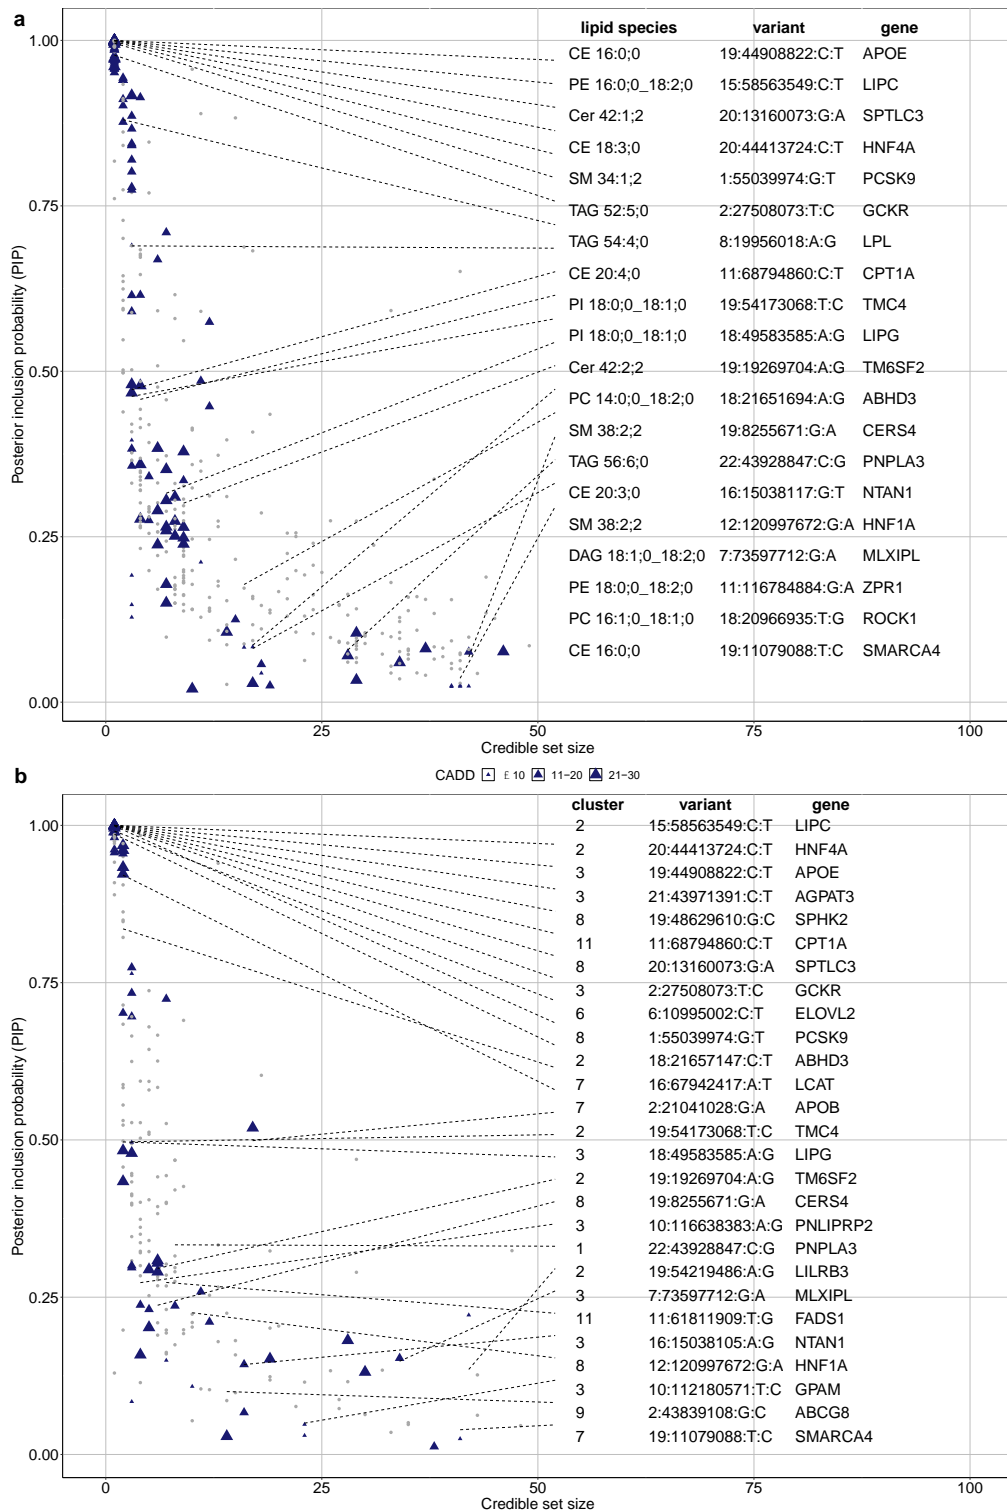 a
lipid species variant gene
1.00
CE 16:0;0 19:44908822:C:T APOE
PE 16:0;0_18:2;0 15:58563549:C:T LIPC
Cer 42:1;2 20:13160073:G:A SPTLC3
CE 18:3;0 20:44413724:C:T HNF4A
SM 34:1;2 1:55039974:G:T PCSK9
0.75
TAG 52:5;0 2:27508073:T:C GCKR
TAG 54:4;0 8:19956018:A:G LPL
CE 20:4;0 11:68794860:C:T CPT1A
PI 18:0;0_18:1;0 19:54173068:T:C TMC4
PI 18:0;0_18:1;0 18:49583585:A:G LIPG
0.50
Cer 42:2;2 19:19269704:A:G TM6SF2
PC 14:0;0_18:2;0 18:21651694:A:G ABHD3
SM 38:2;2 19:8255671:G:A CERS4
TAG 56:6;0 22:43928847:C:G PNPLA3
CE 20:3;0 16:15038117:G:T NTAN1
SM 38:2;2 12:120997672:G:A HNF1A
0.25
DAG 18:1;0_18:2;0 7:73597712:G:A MLXIPL
PE 18:0;0_18:2;0 11:116784884:G:A ZPR1
PC 16:1;0_18:1;0 18:20966935:T:G ROCK1
CE 16:0;0 19:11079088:T:C SMARCA4
0.00
Posterior inclusion probability (PIP)
0 25 50 75 100
Credible set size
CADD £ 10 11−20 21−30
b
cluster variant gene
1.00
2 15:58563549:C:T LIPC
2 20:44413724:C:T HNF4A
3 19:44908822:C:T APOE
3 21:43971391:C:T AGPAT3
8 19:48629610:G:C SPHK2
11 11:68794860:C:T CPT1A
8 20:13160073:G:A SPTLC3
0.75
3 2:27508073:T:C GCKR
6 6:10995002:C:T ELOVL2
8 1:55039974:G:T PCSK9
2 18:21657147:C:T ABHD3
7 16:67942417:A:T LCAT
7 2:21041028:G:A APOB
2 19:54173068:T:C TMC4
0.50
3 18:49583585:A:G LIPG
2 19:19269704:A:G TM6SF2
8 19:8255671:G:A CERS4
3 10:116638383:A:G PNLIPRP2
1 22:43928847:C:G PNPLA3
2 19:54219486:A:G LILRB3
0.25
3 7:73597712:G:A MLXIPL
11 11:61811909:T:G FADS1
3 16:15038105:A:G NTAN1
8 12:120997672:G:A HNF1A
3 10:112180571:T:C GPAM
9 2:43839108:G:C ABCG8
7 19:11079088:T:C SMARCA4
0.00
Posterior inclusion probability (PIP)
0 25 50 75 100
Credible set size